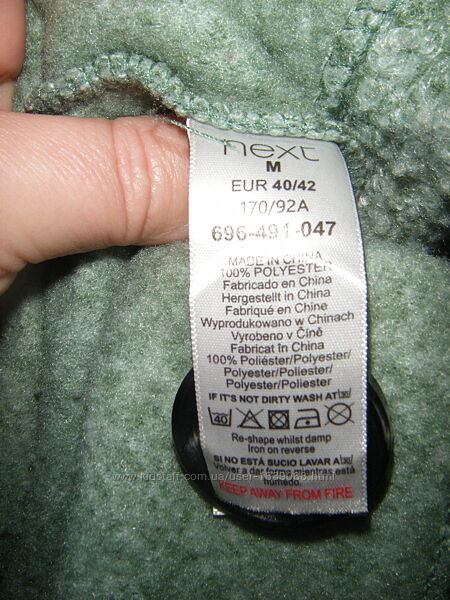 next
M
EUR 40/42
170/92A
696-491-047
MADE IN CHINA
100% POLYESTER
Fabricado en China
Hergestellt in China
Fabriqué en Chine
Wyprodukowano w Chinach
Vyrobeno v Číně
Fabricat în China
100% Poliéster/Polyester/
Polyester/Poliester/
Polyester/Poliester
IF IT'S NOT DIRTY WASH AT 30
40
Re-shape whilst damp
Iron on reverse
SI NO ESTÁ SUCIO LAVAR A 30
Volver a dar forma mientras está
húmedo.
KEEP AWAY FROM FIRE